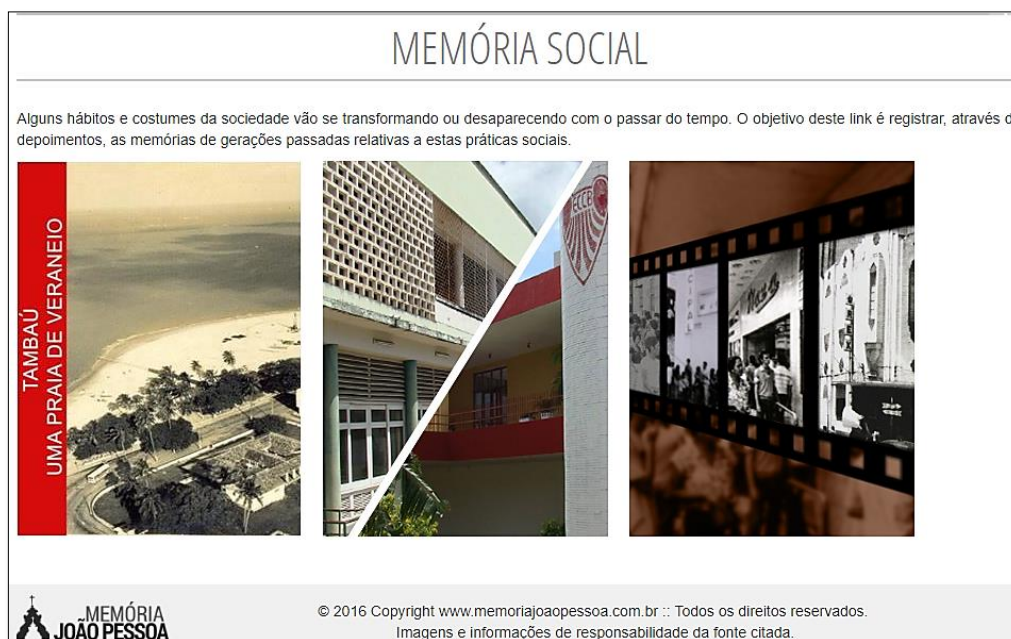 MEMÓRIA SOCIAL
Alguns hábitos e costumes da sociedade vão se transformando ou desaparecendo com o passar do tempo. O objetivo deste link é registrar, através d
depoimentos, as memórias de gerações passadas relativas a estas práticas sociais.
TAMBAÚ
UMA PRAIA DE VERANEIO
ECCB
CIPAL
MEMÓRIA
JOÃO PESSOA
© 2016 Copyright www.memoriajoaopessoa.com.br :: Todos os direitos reservados.
Imagens e informações de responsabilidade da fonte citada.